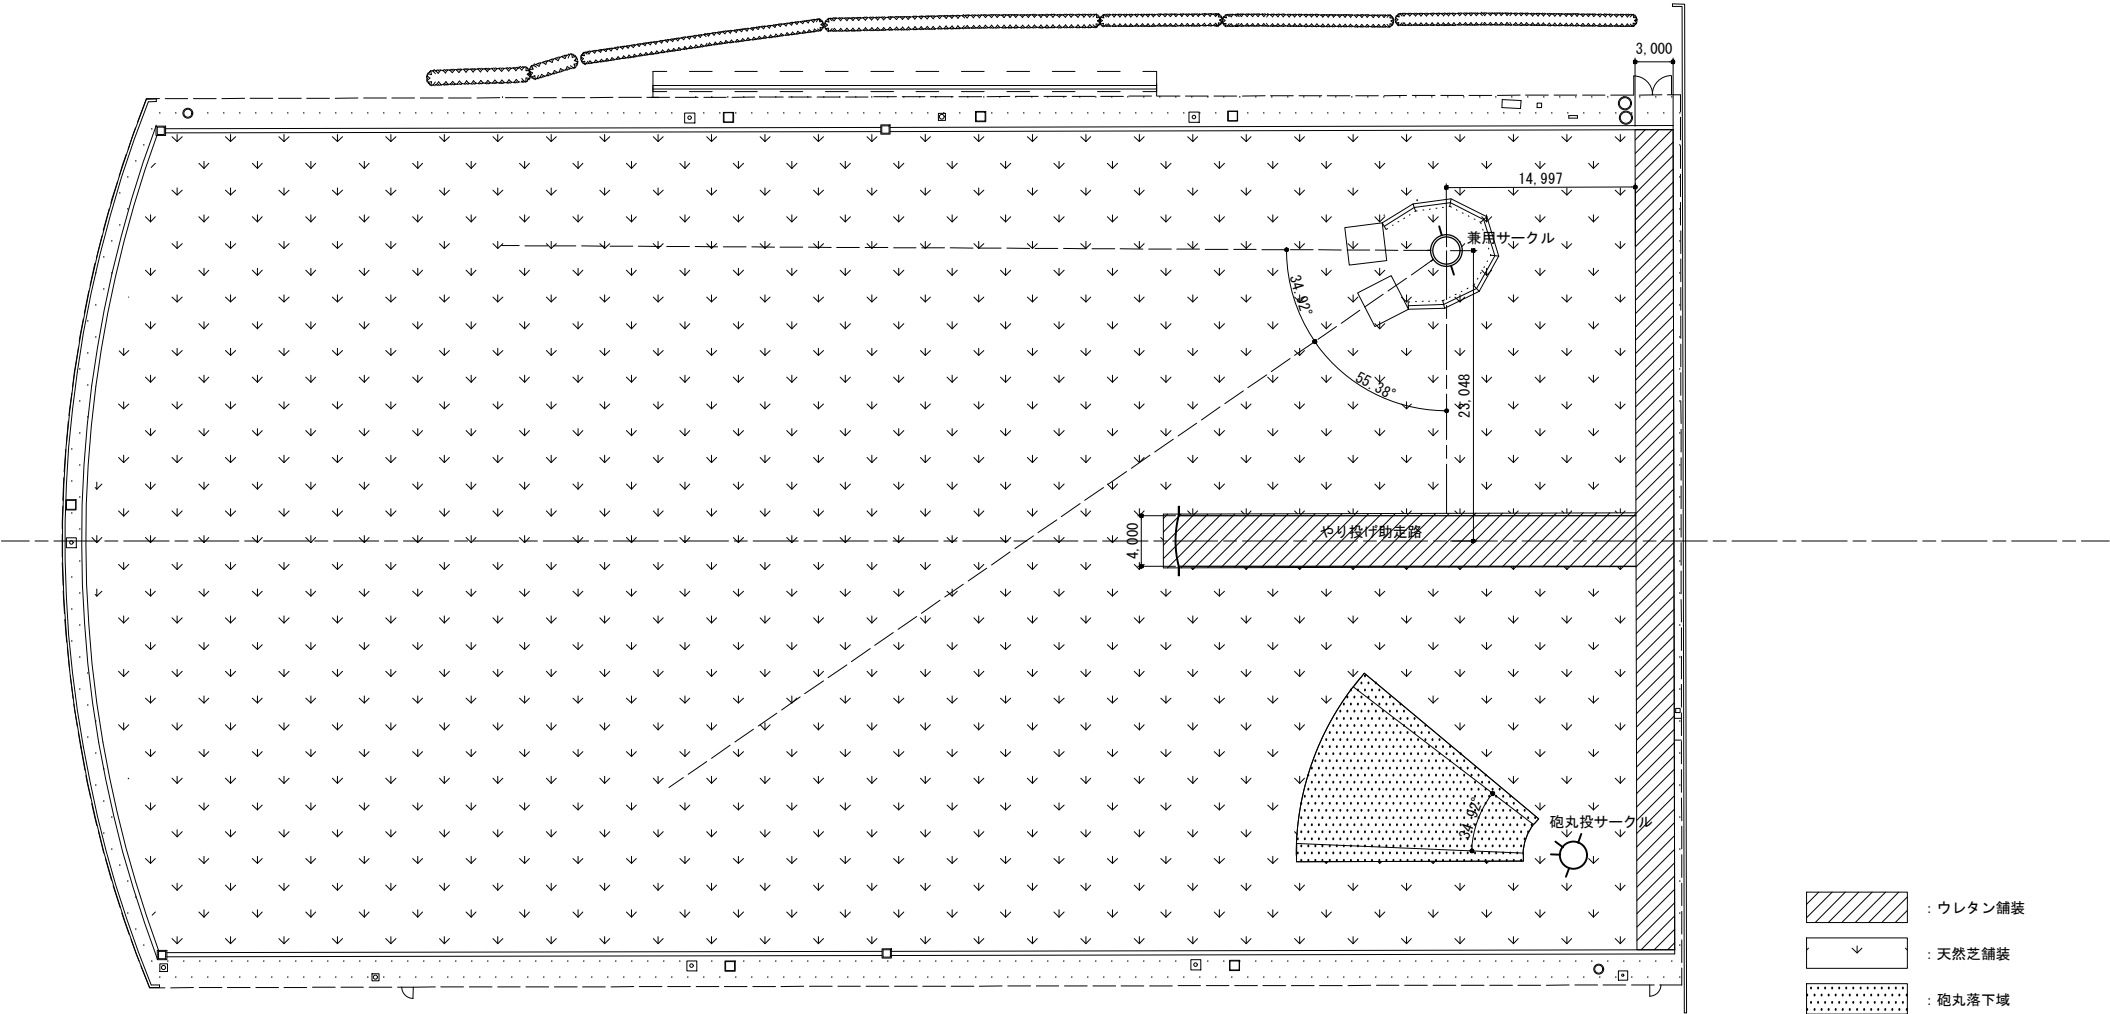 3,000
14,997
兼用サークル
34.92°
55.38°
23,048
4,000
やり投げ助走路
34.92°
砲丸投サークル
：ウレタン舗装
：天然芝舗装
：砲丸落下域